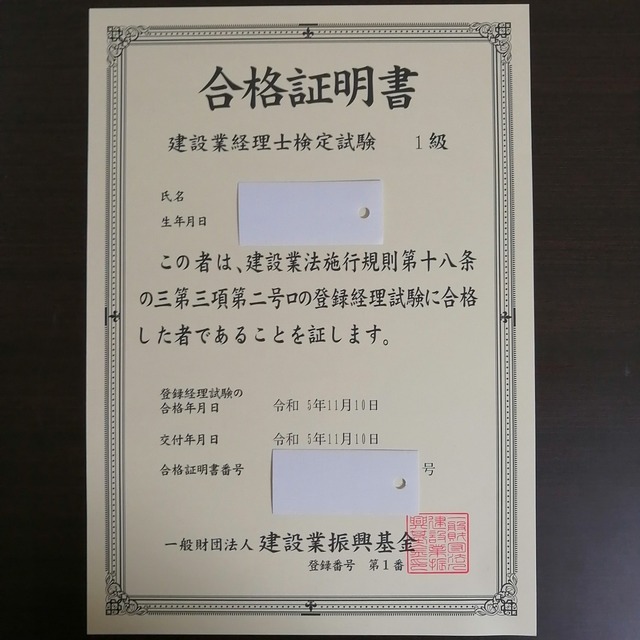 合格証明書
建設業経理士検定試験 1級
氏名
生年月日
この者は、建設業法施行規則第十八条
の三第三項第二号ロの登録経理試験に合格
した者であることを証します。
登録経理試験の
合格年月日 令和 5年11月10日
交付年月日 令和 5年11月10日
合格証明書番号 号
一般財団法人 建設業振興基金
登録番号 第1番